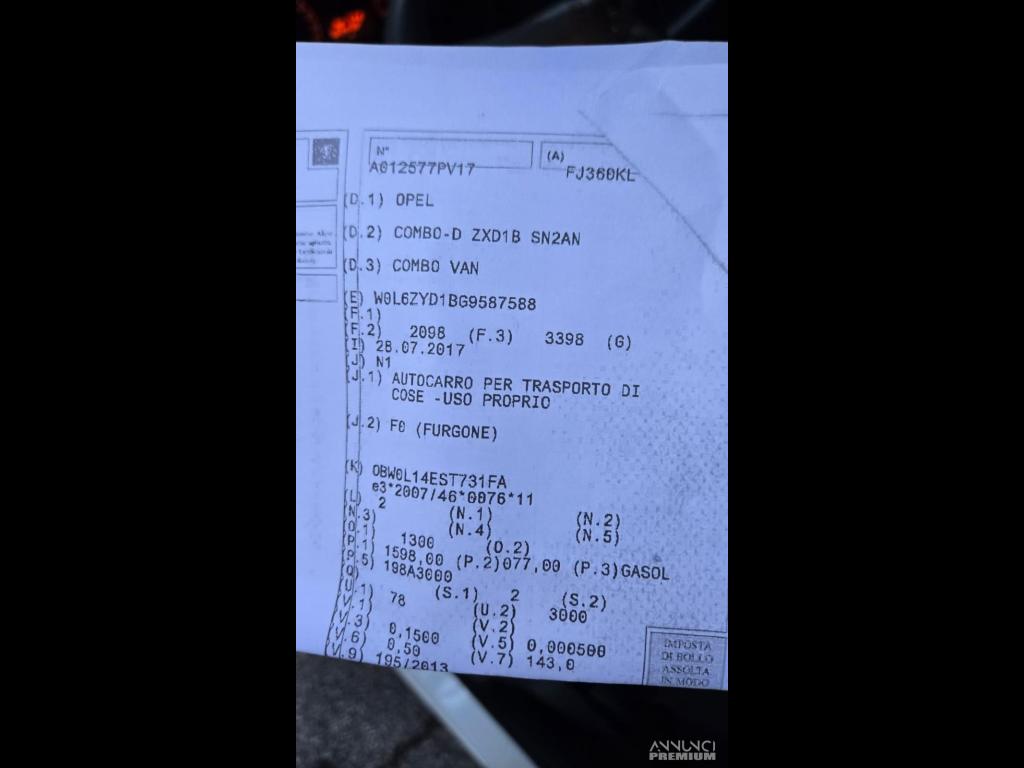 N° (A)
A012577PV17 FJ360KL
(D.1) OPEL
(D.2) COMBO-D ZXD1B SN2AN
(D.3) COMBO VAN
(E) W0L6ZYD1BG9587588
(F.1)
(F.2) 2098 (F.3) 3398 (G)
(I) 28.07.2017
(J) N1
(J.1) AUTOCARRO PER TRASPORTO DI
COSE -USO PROPRIO
(J.2) F0 (FURGONE)
(K) OBW0L14EST731FA
e3*2007/46*0076*11
(L) 2 (N.1) (N.2)
(N.3) (N.4) (N.5)
(O.1) 1300 (O.2)
(P.1) 1598,00 (P.2)077,00 (P.3)GASOL
(P.5) 198A3000
(Q) (S.1) 2 (S.2)
(U.1) 78 (U.2) 3000
(V.1) (V.2)
(V.3) 0,1500 (V.5) 0,000500
(V.6) 0,50 (V.7) 143,0
(V.9) 195/2013
IMPOSTA
DI BOLLO
ASSOLTA
IN MODO
ANNUNCI
PREMIUM